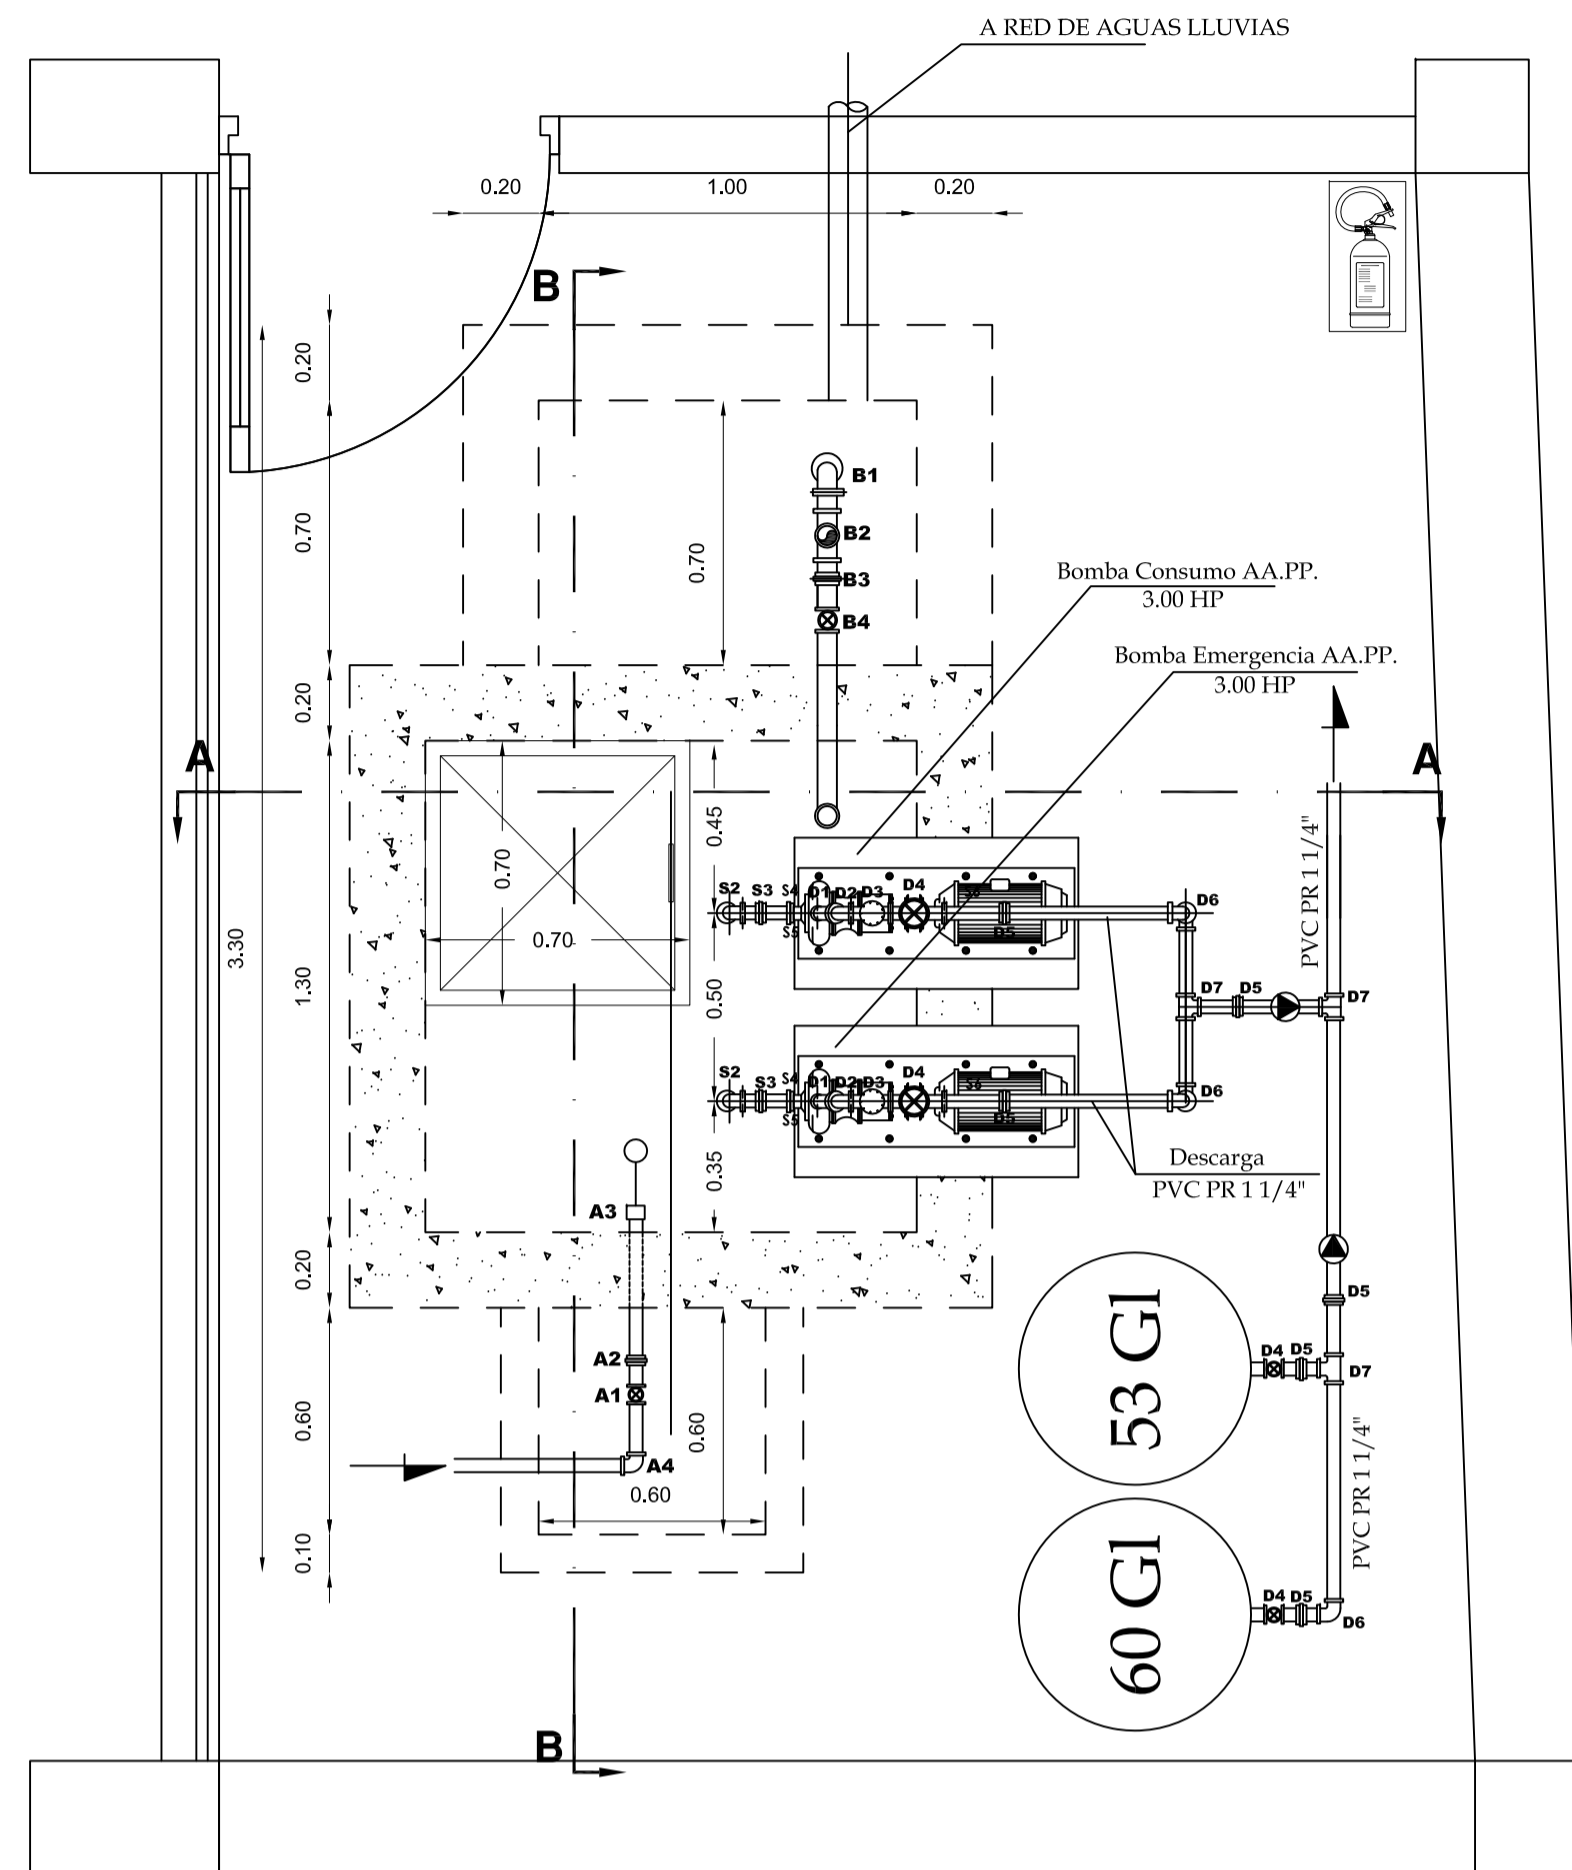 A RED DE AGUAS LLUVIAS
0.20
1.00
0.20
B
0.20
B1
0.70
B2
0.70
Bomba Consumo AA.PP.
3.00 HP
B3
B4
Bomba Emergencia AA.PP.
3.00 HP
0.20
A
A
0.45
PVC PR 1 1/4"
0.70
S2
S3
S4
D1
D2
D3
D4
S6
D6
S5
D5
3.30
0.70
1.30
0.50
D7
D5
D7
S2
S3
S4
D1
D2
D3
D4
S6
D6
S5
D5
0.35
Descarga
PVC PR 1 1/4"
A3
0.20
53 Gl
D5
A2
D4
D5
D7
A1
0.60
0.60
PVC PR 1 1/4"
A4
0.60
0.10
60 Gl
D4
D5
D6
B